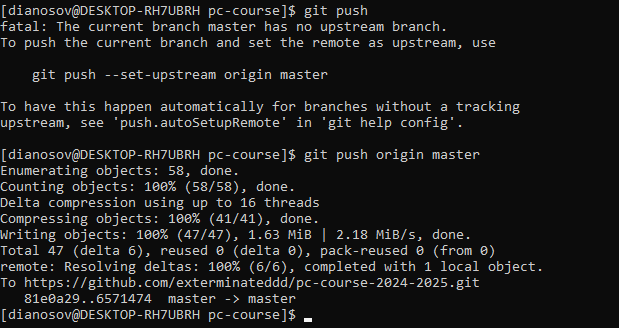 [dianosov@DESKTOP-RH7UBRH pc-course]$ git push
fatal: The current branch master has no upstream branch.
To push the current branch and set the remote as upstream, use
    git push --set-upstream origin master
To have this happen automatically for branches without a tracking
upstream, see 'push.autoSetupRemote' in 'git help config'.
[dianosov@DESKTOP-RH7UBRH pc-course]$ git push origin master
Enumerating objects: 58, done.
Counting objects: 100% (58/58), done.
Delta compression using up to 16 threads
Compressing objects: 100% (41/41), done.
Writing objects: 100% (47/47), 1.63 MiB | 2.18 MiB/s, done.
Total 47 (delta 6), reused 0 (delta 0), pack-reused 0 (from 0)
remote: Resolving deltas: 100% (6/6), completed with 1 local object.
To https://github.com/exterminateddd/pc-course-2024-2025.git
   81e0a29..6571474  master -> master
[dianosov@DESKTOP-RH7UBRH pc-course]$